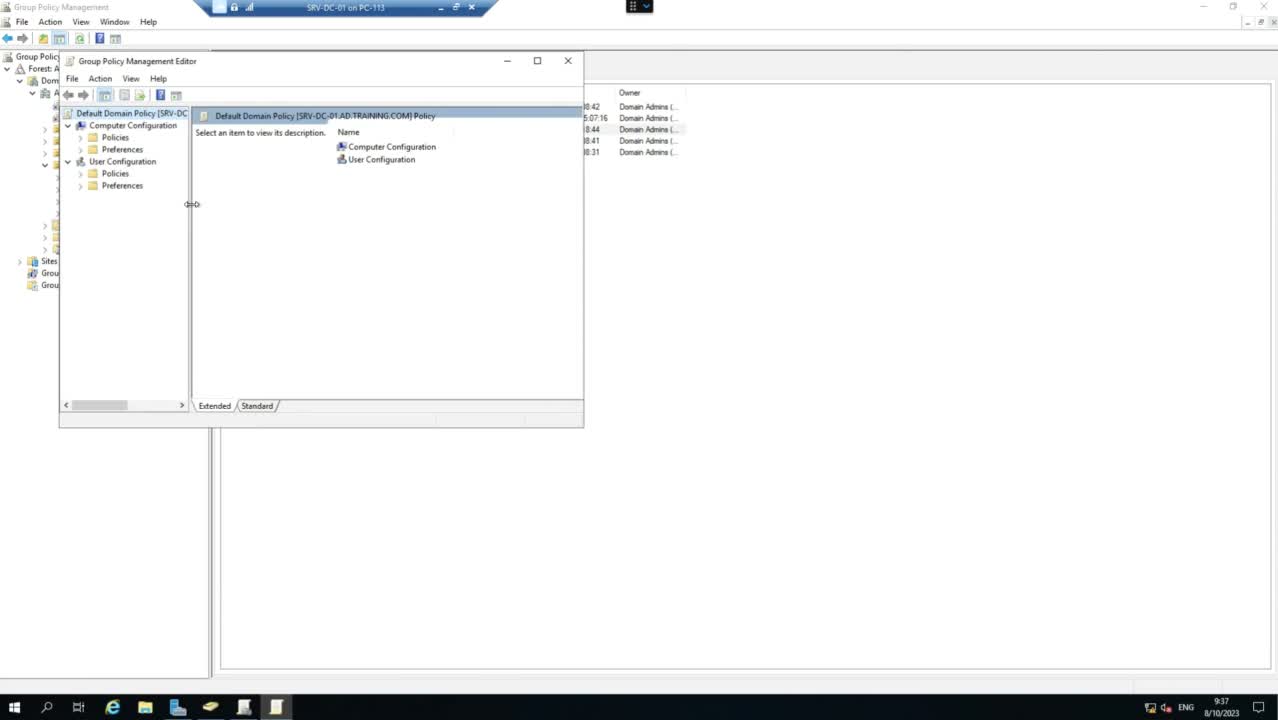 Group Policy Management
SRV-DC-01 on PC-113
File Action View Window Help
Group Policy
Forest: A
Dom
A
Sites
Grou
Grou
Group Policy Management Editor
File Action View Help
Default Domain Policy [SRV-DC
Computer Configuration
Policies
Preferences
User Configuration
Policies
Preferences
Default Domain Policy [SRV-DC-01.AD.TRAINING.COM] Policy
Select an item to view its description.
Name
Computer Configuration
User Configuration
Extended
Standard
Owner
38:42 Domain Admins (...
5:07:16 Domain Admins (...
8:44 Domain Admins (...
38:41 Domain Admins (...
38:31 Domain Admins (...
ENG
9:37
8/10/2023